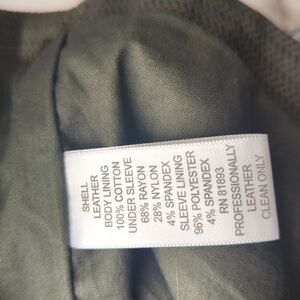 SHELL
LEATHER
BODY LINING
100% COTTON
UNDER SLEEVE
68% RAYON
28% NYLON
4% SPANDEX
SLEEVE LINING
96% POLYESTER
4% SPANDEX
RN 81093
PROFESSIONALLY
LEATHER
CLEAN ONLY